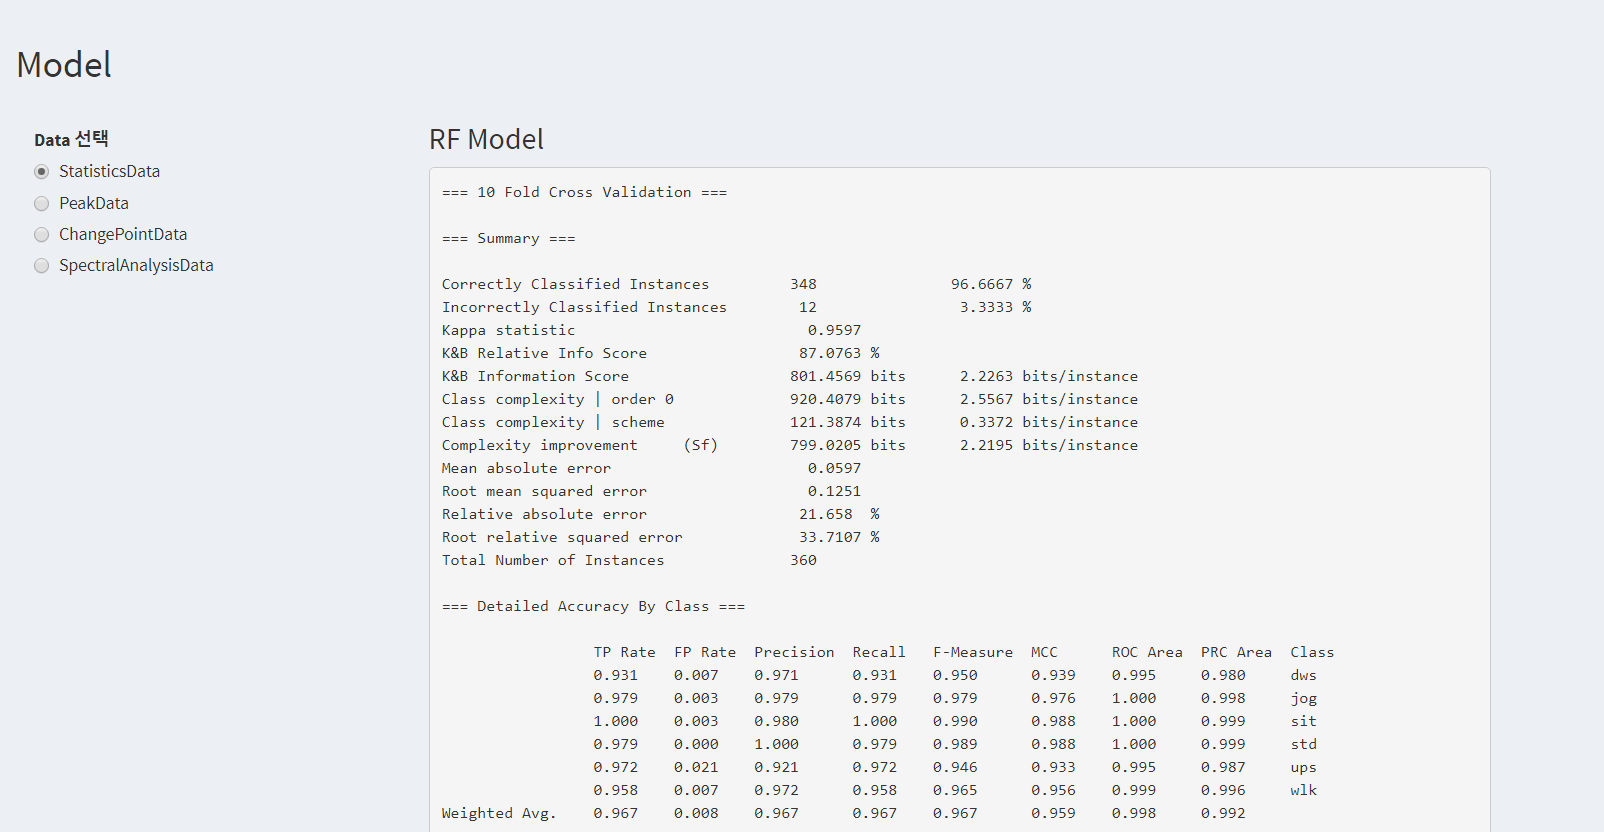 Model
Data 선택
StatisticsData
PeakData
ChangePointData
SpectralAnalysisData
RF Model
=== 10 Fold Cross Validation ===
=== Summary ===
Correctly Classified Instances 348 96.6667 %
Incorrectly Classified Instances 12 3.3333 %
Kappa statistic 0.9597
K&B Relative Info Score 87.0763 %
K&B Information Score 801.4569 bits 2.2263 bits/instance
Class complexity | order 0 920.4079 bits 2.5567 bits/instance
Class complexity | scheme 121.3874 bits 0.3372 bits/instance
Complexity improvement (Sf) 799.0205 bits 2.2195 bits/instance
Mean absolute error 0.0597
Root mean squared error 0.1251
Relative absolute error 21.658 %
Root relative squared error 33.7107 %
Total Number of Instances 360
=== Detailed Accuracy By Class ===
TP Rate FP Rate Precision Recall F-Measure MCC ROC Area PRC Area Class
0.931 0.007 0.971 0.931 0.950 0.939 0.995 0.980 dws
0.979 0.003 0.979 0.979 0.979 0.976 1.000 0.998 jog
1.000 0.003 0.980 1.000 0.990 0.988 1.000 0.999 sit
0.979 0.000 1.000 0.979 0.989 0.988 1.000 0.999 std
0.972 0.021 0.921 0.972 0.946 0.933 0.995 0.987 ups
0.958 0.007 0.972 0.958 0.965 0.956 0.999 0.996 wlk
Weighted Avg. 0.967 0.008 0.967 0.967 0.967 0.959 0.998 0.992